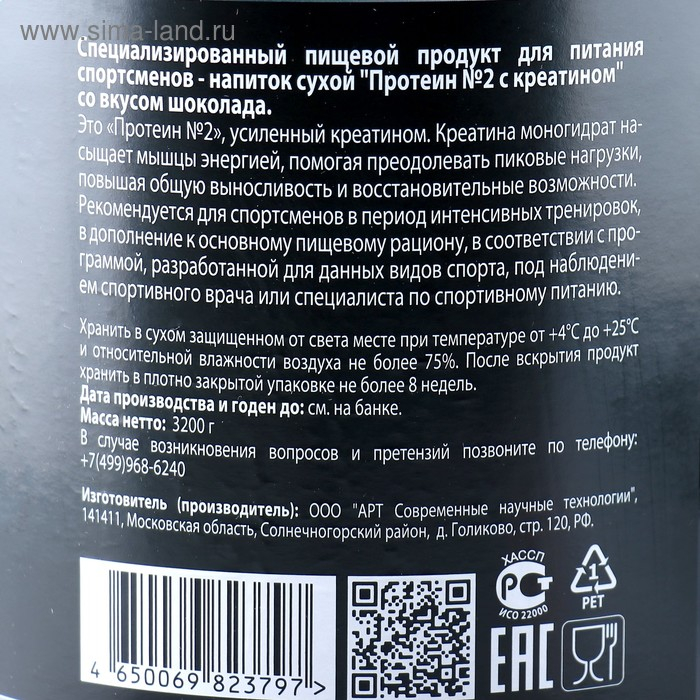 www.sima-land.ru
Специализированный пищевой продукт для питания
спортсменов - напиток сухой "Протеин №2 с креатином"
со вкусом шоколада.
Это «Протеин №2», усиленный креатином. Креатина моногидрат на-
сыщает мышцы энергией, помогая преодолевать пиковые нагрузки,
повышая общую выносливость и восстановительные возможности.
Рекомендуется для спортсменов в период интенсивных тренировок,
в дополнение к основному пищевому рациону, в соответствии с про-
граммой, разработанной для данных видов спорта, под наблюдени-
ем спортивного врача или специалиста по спортивному питанию.
Хранить в сухом защищенном от света месте при температуре от +4°С до +25°С
и относительной влажности воздуха не более 75%. После вскрытия продукт
хранить в плотно закрытой упаковке не более 8 недель.
Дата производства и годен до: см. на банке.
Масса нетто: 3200 г
В случае возникновения вопросов и претензий позвоните по телефону:
+7(499)968-6240
Изготовитель (производитель): ООО "АРТ Современные научные технологии",
141411, Московская область, Солнечногорский район, д. Голиково, стр. 120, РФ.
ХАССП
РСТ
ИСО 22000
1
PET
4 650069 823797 >
EAC